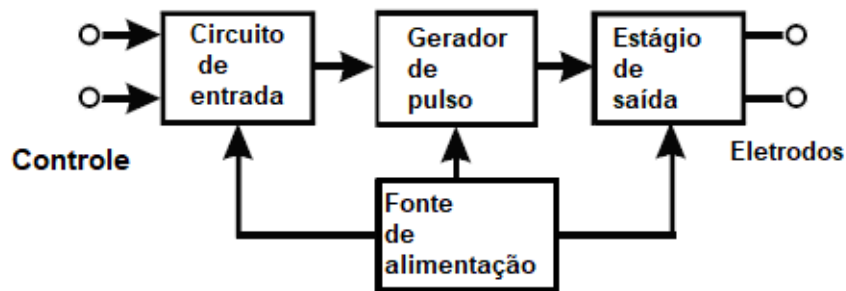 Circuito
de
entrada
Gerador
de
pulso
Estágio
de
saída
Controle
Eletrodos
Fonte
de
alimentação